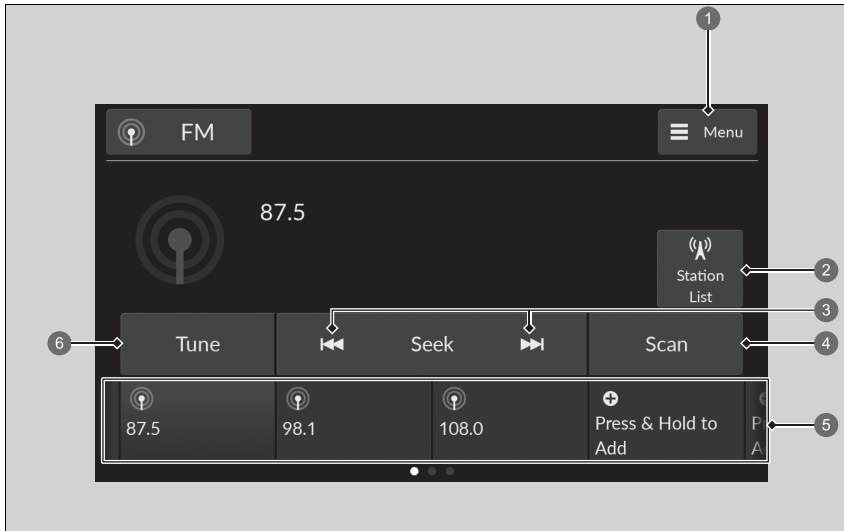 1
FM
Menu
87.5
Station
List
2
3
6
Tune
Seek
Scan
4
87.5
98.1
108.0
Press & Hold to
Add
P
A
5